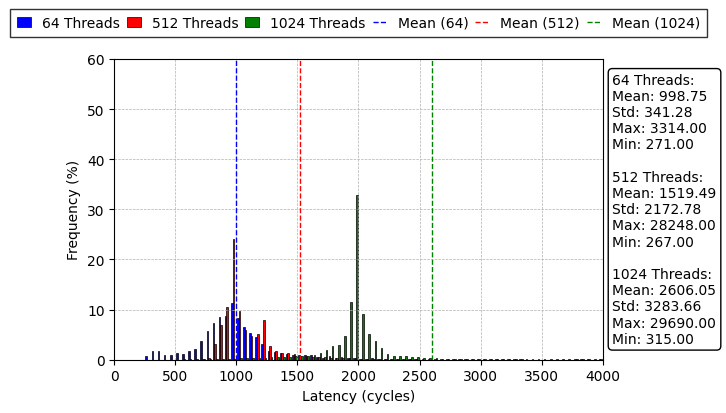 64 Threads 512 Threads 1024 Threads Mean (64) Mean (512) Mean (1024)
60
50
40
30
20
10
0
Frequency (%)
0 500 1000 1500 2000 2500 3000 3500 4000
Latency (cycles)
64 Threads:
Mean: 998.75
Std: 341.28
Max: 3314.00
Min: 271.00
512 Threads:
Mean: 1519.49
Std: 2172.78
Max: 28248.00
Min: 267.00
1024 Threads:
Mean: 2606.05
Std: 3283.66
Max: 29690.00
Min: 315.00